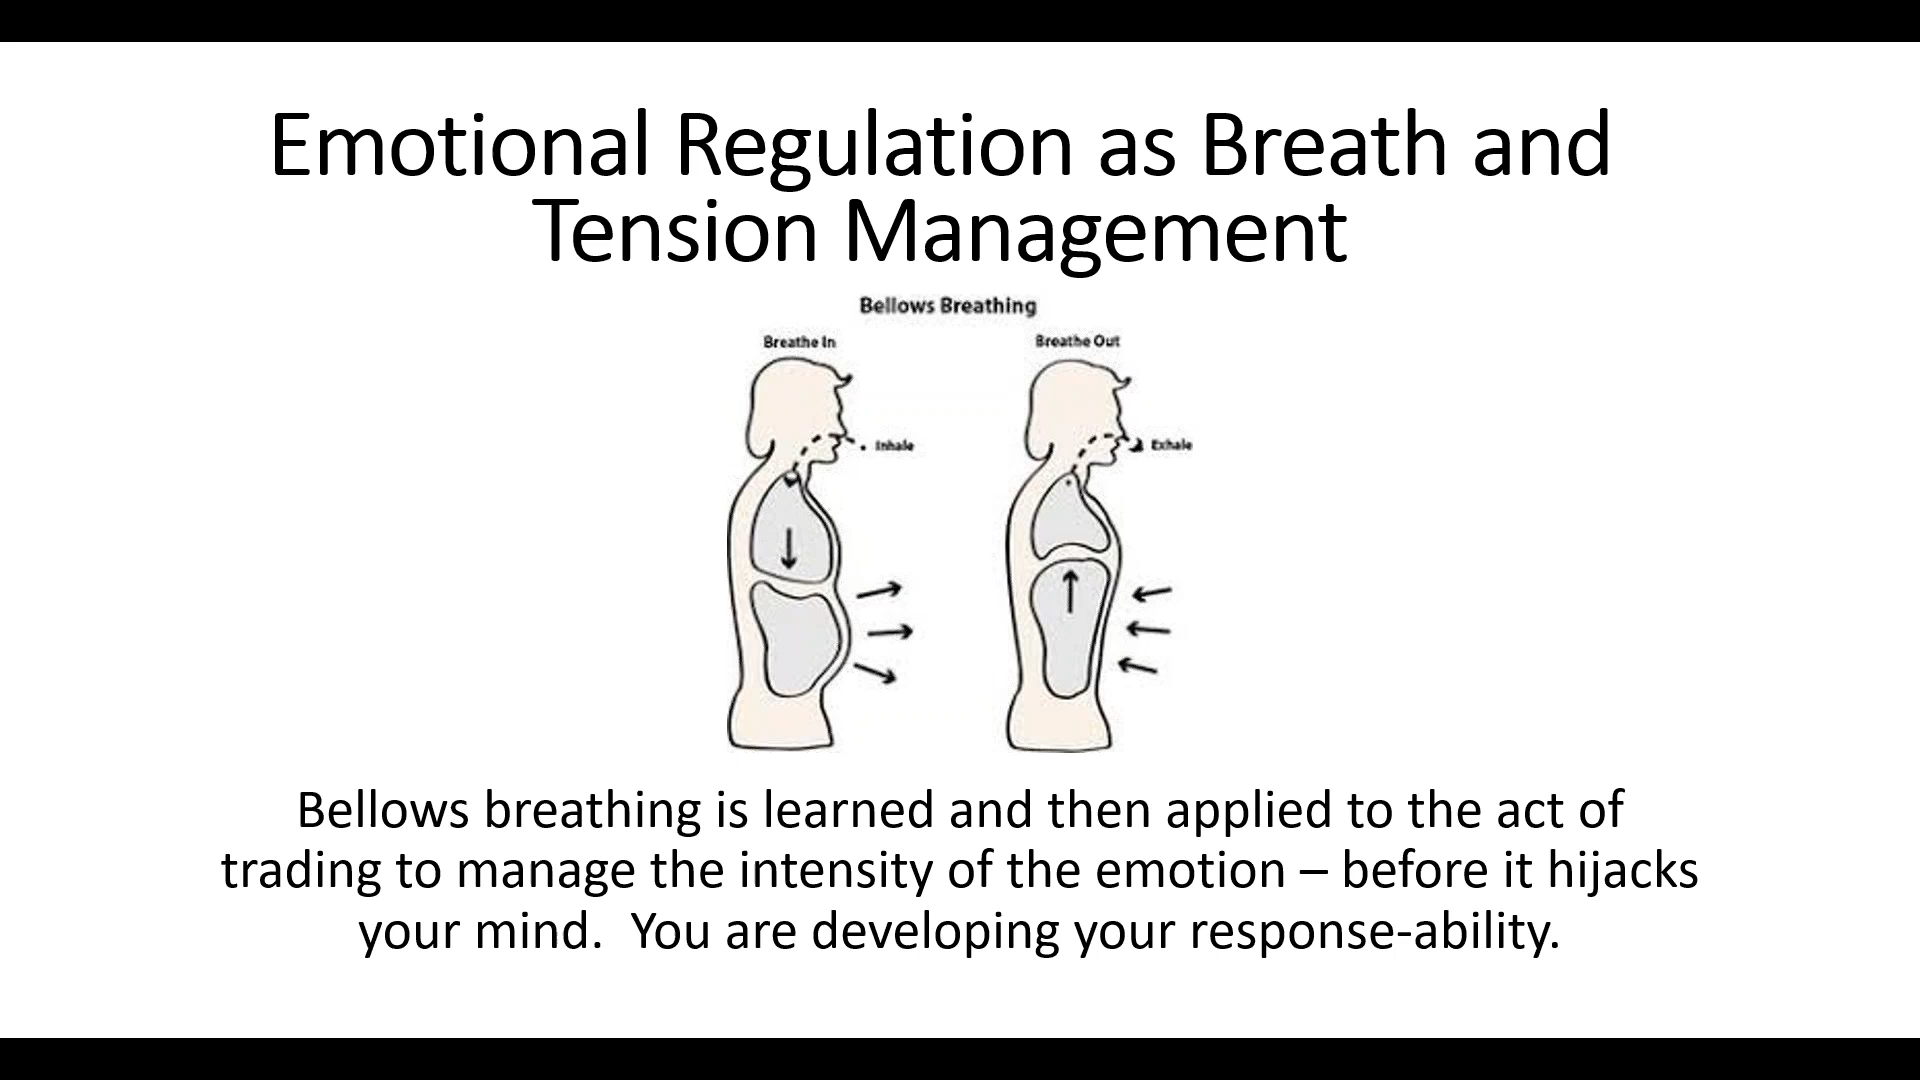 Emotional Regulation as Breath and
Tension Management
Bellows Breathing
Breathe In
Breathe Out
Inhale
Exhale
Bellows breathing is learned and then applied to the act of
trading to manage the intensity of the emotion – before it hijacks
your mind.  You are developing your response-ability.